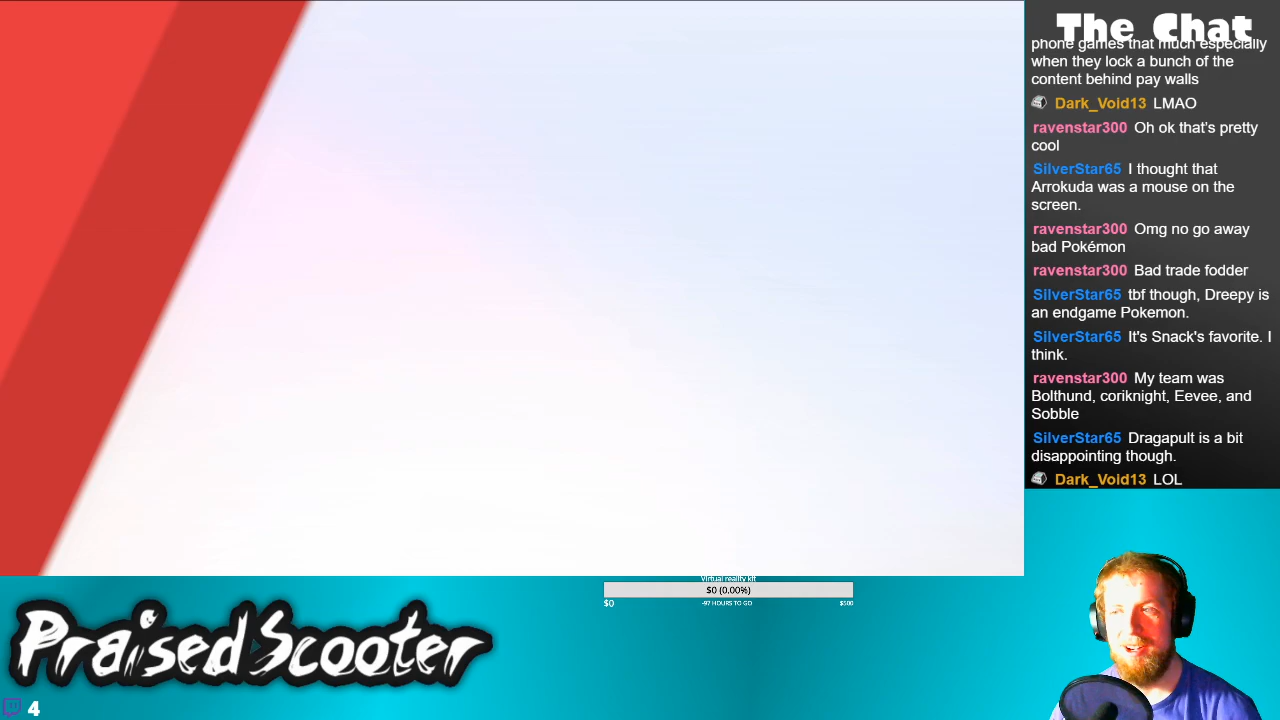 The Chat
phone games that much especially
when they lock a bunch of the
content behind pay walls
Dark_Void13 LMAO
ravenstar300 Oh ok that's pretty
cool
SilverStar65 I thought that
Arrokuda was a mouse on the
screen.
ravenstar300 Omg no go away
bad Pokémon
ravenstar300 Bad trade fodder
SilverStar65 tbf though, Dreepy is
an endgame Pokemon.
SilverStar65 It's Snack's favorite. I
think.
ravenstar300 My team was
Bolthund, coriknight, Eevee, and
Sobble
SilverStar65 Dragapult is a bit
disappointing though.
Dark_Void13 LOL
Virtual reality kit
$0 (0.00%)
$0 -97 HOURS TO GO $500
PraisedScooter
4